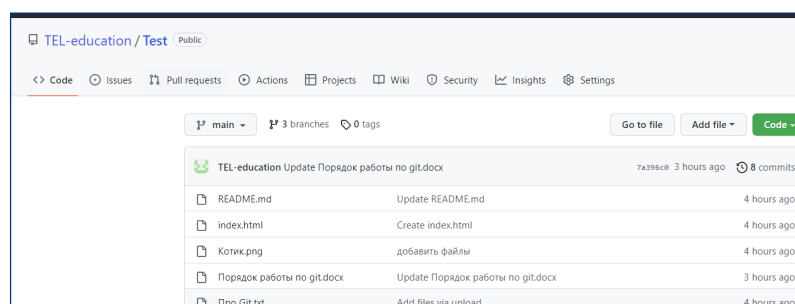 TEL-education / Test Public
Code Issues Pull requests Actions Projects Wiki Security Insights Settings
main 3 branches 0 tags Go to file Add file Code
TEL-education Update Порядок работы по git.docx 7a396c0 3 hours ago 8 commits
README.md Update README.md 4 hours ago
index.html Create index.html 4 hours ago
Котик.png добавить файлы 4 hours ago
Порядок работы по git.docx Update Порядок работы по git.docx 3 hours ago
Про Git.txt Add files via upload 4 hours ago